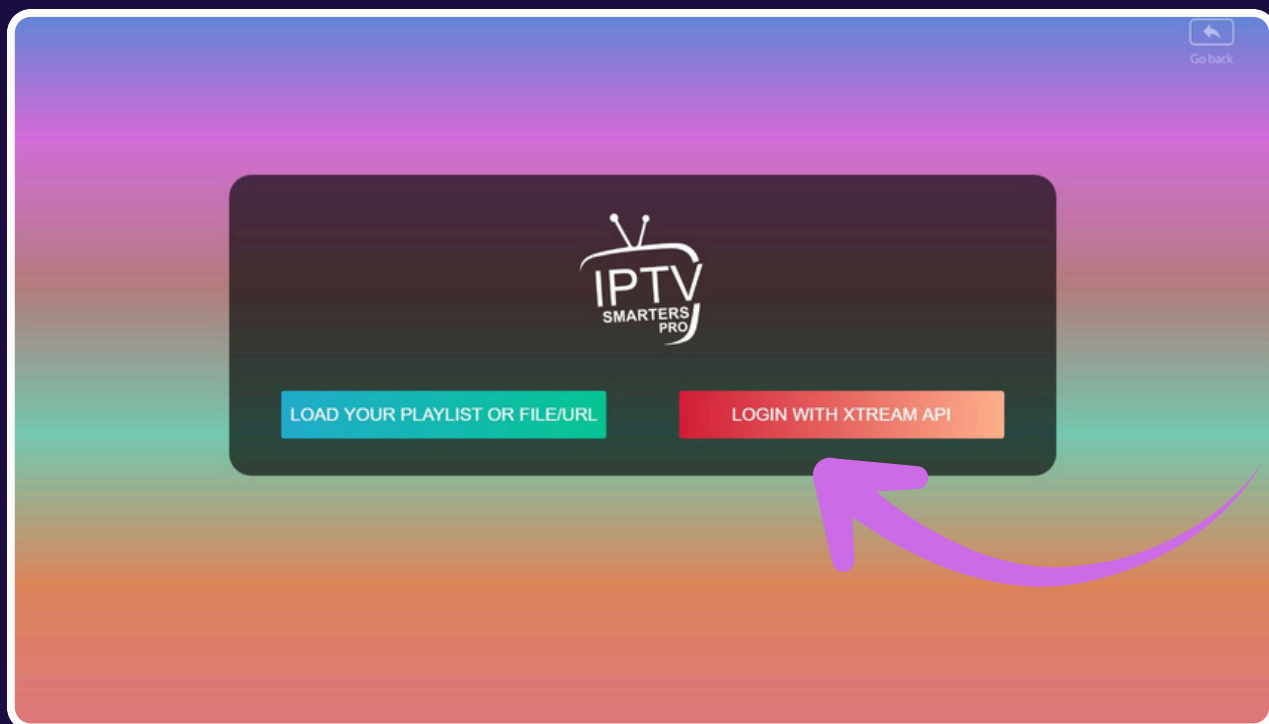 Go back
IPTV
SMARTERS
PRO
LOAD YOUR PLAYLIST OR FILE/URL
LOGIN WITH XTREAM API